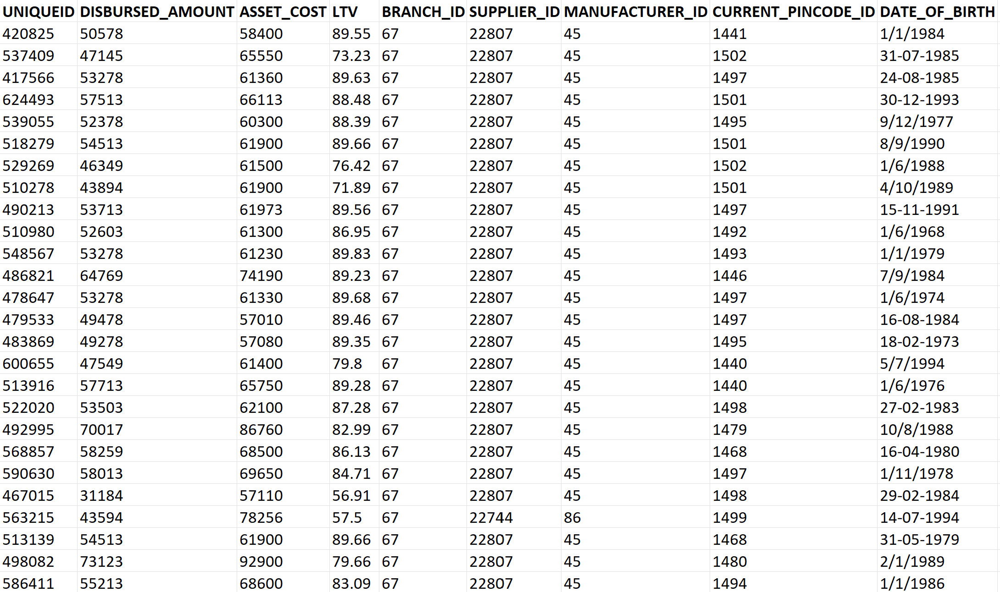 UNIQUEID DISBURSED_AMOUNT ASSET_COST LTV BRANCH_ID SUPPLIER_ID MANUFACTURER_ID CURRENT_PINCODE_ID DATE_OF_BIRTH
420825 50578 58400 89.55 67 22807 45 1441 1/1/1984
537409 47145 65550 73.23 67 22807 45 1502 31-07-1985
417566 53278 61360 89.63 67 22807 45 1497 24-08-1985
624493 57513 66113 88.48 67 22807 45 1501 30-12-1993
539055 52378 60300 88.39 67 22807 45 1495 9/12/1977
518279 54513 61900 89.66 67 22807 45 1501 8/9/1990
529269 46349 61500 76.42 67 22807 45 1502 1/6/1988
510278 43894 61900 71.89 67 22807 45 1501 4/10/1989
490213 53713 61973 89.56 67 22807 45 1497 15-11-1991
510980 52603 61300 86.95 67 22807 45 1492 1/6/1968
548567 53278 61230 89.83 67 22807 45 1493 1/1/1979
486821 64769 74190 89.23 67 22807 45 1446 7/9/1984
478647 53278 61330 89.68 67 22807 45 1497 1/6/1974
479533 49478 57010 89.46 67 22807 45 1497 16-08-1984
483869 49278 57080 89.35 67 22807 45 1495 18-02-1973
600655 47549 61400 79.8 67 22807 45 1440 5/7/1994
513916 57713 65750 89.28 67 22807 45 1440 1/6/1976
522020 53503 62100 87.28 67 22807 45 1498 27-02-1983
492995 70017 86760 82.99 67 22807 45 1479 10/8/1988
568857 58259 68500 86.13 67 22807 45 1468 16-04-1980
590630 58013 69650 84.71 67 22807 45 1497 1/11/1978
467015 31184 57110 56.91 67 22807 45 1498 29-02-1984
563215 43594 78256 57.5 67 22744 86 1499 14-07-1994
513139 54513 61900 89.66 67 22807 45 1468 31-05-1979
498082 73123 92900 79.66 67 22807 45 1480 2/1/1989
586411 55213 68600 83.09 67 22807 45 1494 1/1/1986